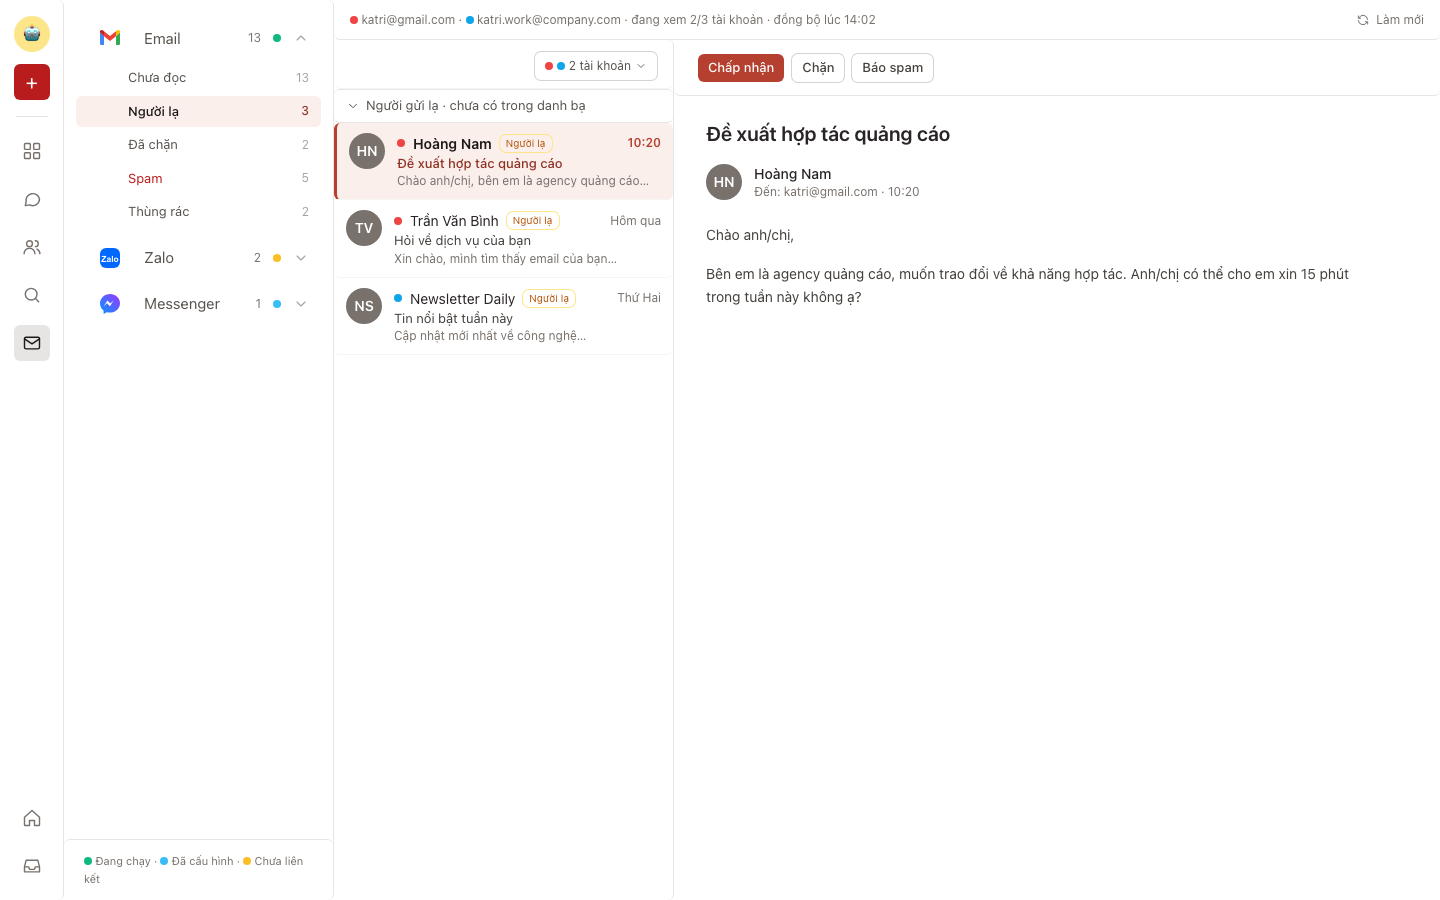 katri@gmail.com · katri.work@company.com · đang xem 2/3 tài khoản · đồng bộ lúc 14:02
Làm mới
+
Email 13
Chưa đọc 13
Người lạ 3
Đã chặn 2
Spam 5
Thùng rác 2
Zalo Zalo 2
Messenger 1
Đang chạy · Đã cấu hình · Chưa liên
kết
2 tài khoản
Người gửi lạ · chưa có trong danh bạ
HN Hoàng Nam Người lạ 10:20
Đề xuất hợp tác quảng cáo
Chào anh/chị, bên em là agency quảng cáo...
TV Trần Văn Bình Người lạ Hôm qua
Hỏi về dịch vụ của bạn
Xin chào, mình tìm thấy email của bạn...
NS Newsletter Daily Người lạ Thứ Hai
Tin nổi bật tuần này
Cập nhật mới nhất về công nghệ...
Chấp nhận Chặn Báo spam
Đề xuất hợp tác quảng cáo
HN Hoàng Nam
Đến: katri@gmail.com · 10:20
Chào anh/chị,
Bên em là agency quảng cáo, muốn trao đổi về khả năng hợp tác. Anh/chị có thể cho em xin 15 phút
trong tuần này không ạ?